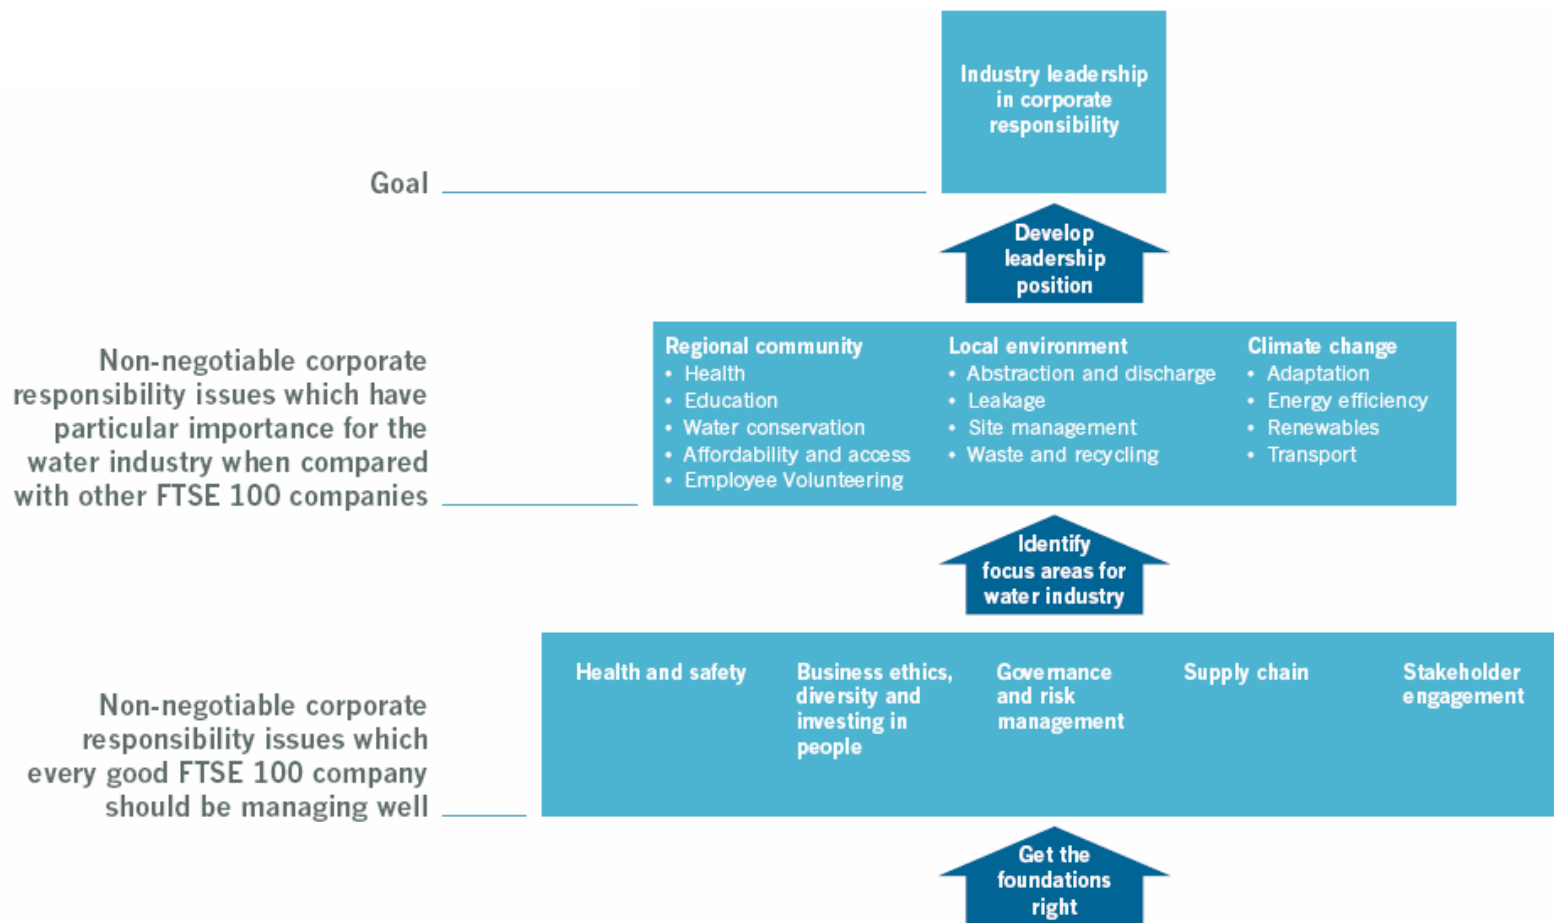 Industry leadership
in corporate
responsibility
Goal
Develop
leadership
position
Non-negotiable corporate
responsibility issues which have
particular importance for the
water industry when compared
with other FTSE 100 companies
Regional community
• Health
• Education
• Water conservation
• Affordability and access
• Employee Volunteering
Local environment
• Abstraction and discharge
• Leakage
• Site management
• Waste and recycling
Climate change
• Adaptation
• Energy efficiency
• Renewables
• Transport
Identify
focus areas for
water industry
Non-negotiable corporate
responsibility issues which
every good FTSE 100 company
should be managing well
Health and safety
Business ethics,
diversity and
investing in
people
Governance
and risk
management
Supply chain
Stakeholder
engagement
Get the
foundations
right